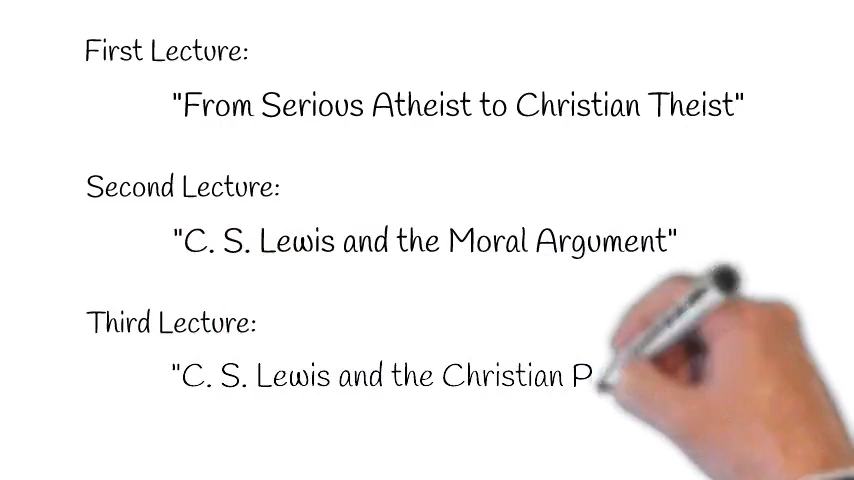 First Lecture:
"From Serious Atheist to Christian Theist"
Second Lecture:
"C. S. Lewis and the Moral Argument"
Third Lecture:
"C. S. Lewis and the Christian P